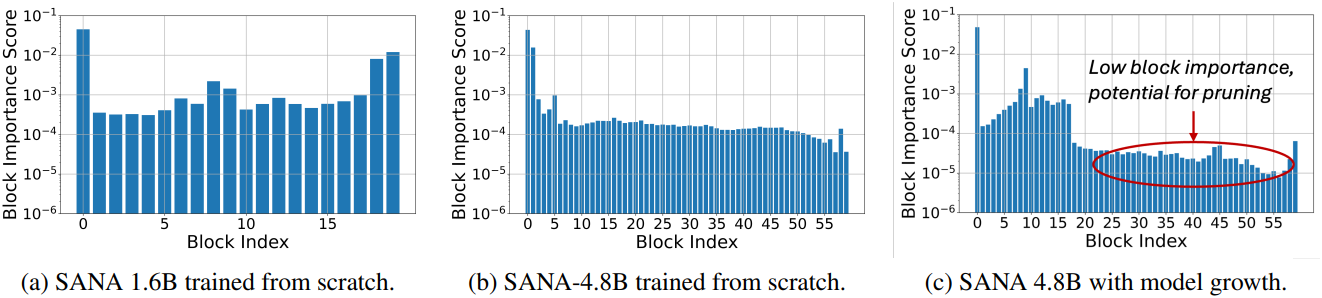 Block Importance Score
10⁻¹
10⁻²
10⁻³
10⁻⁴
10⁻⁵
10⁻⁶
0 5 10 15
Block Index
(a) SANA 1.6B trained from scratch.
Block Importance Score
10⁻¹
10⁻²
10⁻³
10⁻⁴
10⁻⁵
10⁻⁶
0 5 10 15 20 25 30 35 40 45 50 55
Block Index
(b) SANA-4.8B trained from scratch.
Block Importance Score
10⁻¹
10⁻²
10⁻³
10⁻⁴
10⁻⁵
10⁻⁶
Low block importance,
potential for pruning
0 5 10 15 20 25 30 35 40 45 50 55
Block Index
(c) SANA 4.8B with model growth.